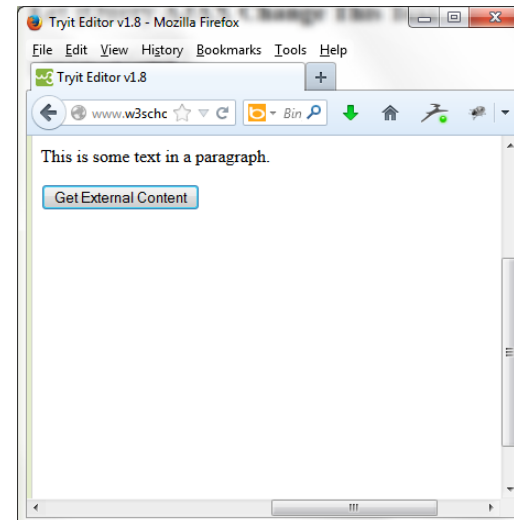 Tryit Editor v1.8 - Mozilla Firefox
File Edit View History Bookmarks Tools Help
Tryit Editor v1.8
www.w3schc Bin
This is some text in a paragraph.
Get External Content